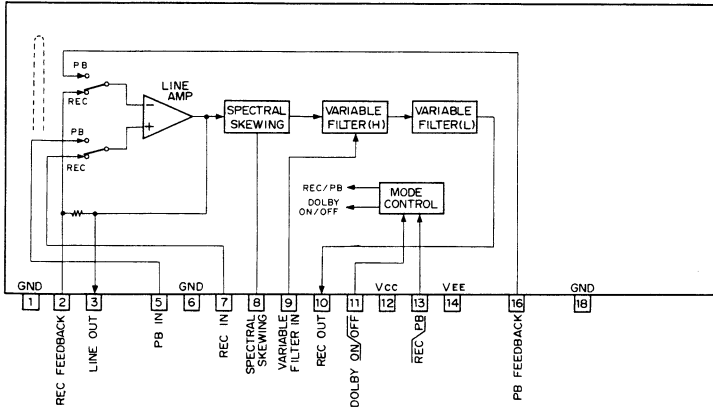 PB
REC
PB
REC
LINE
AMP
SPECTRAL
SKEWING
VARIABLE
FILTER(H)
VARIABLE
FILTER(L)
REC/PB
DOLBY
ON/OFF
MODE
CONTROL
GND
GND
VCC
VEE
GND
1
2
3
5
6
7
8
9
10
11
12
13
14
16
18
REC FEEDBACK
LINE OUT
PB IN
REC IN
SPECTRAL
SKEWING
VARIABLE
FILTER IN
REC OUT
DOLBY ON/OFF
REC/PB
PB FEEDBACK